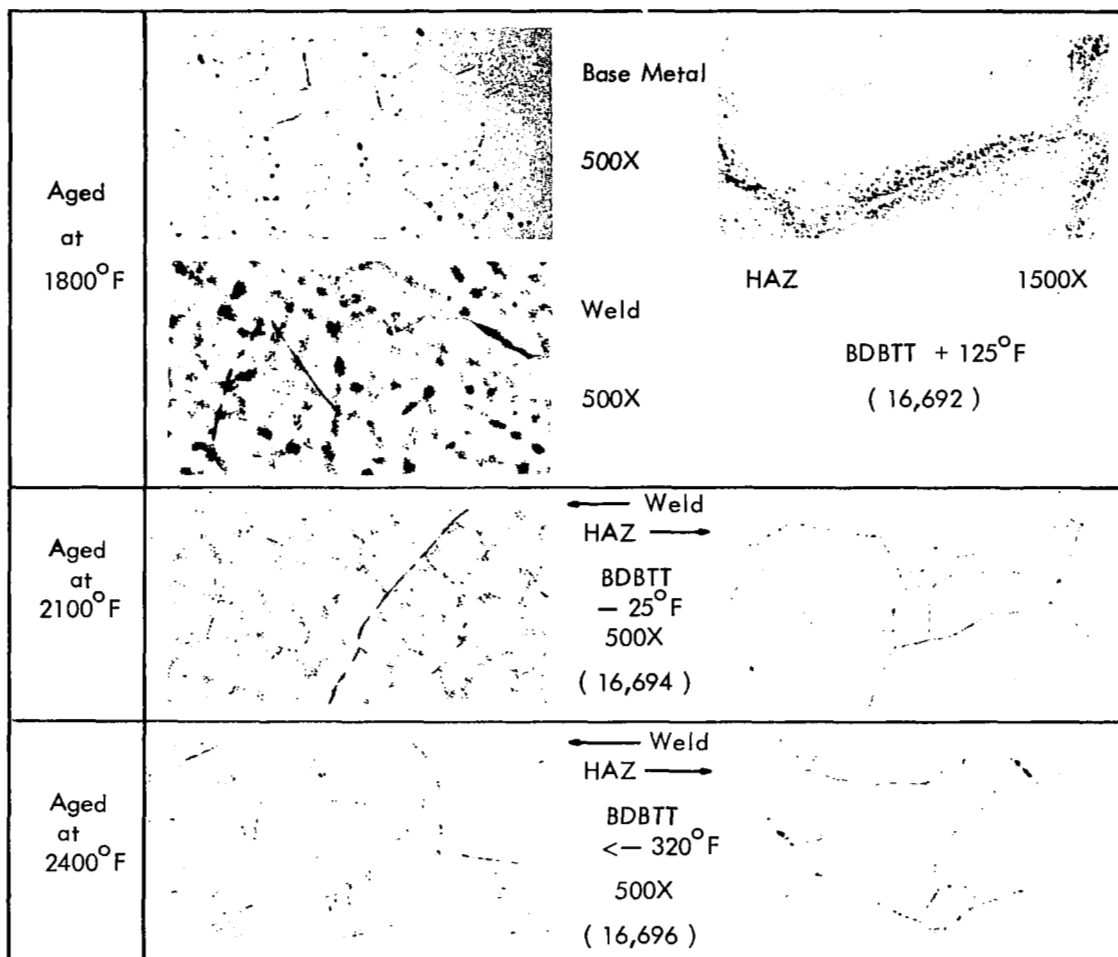 Aged
at
1800°F
Base Metal
500X
Weld
500X
HAZ 1500X
BDBTT + 125°F
( 16,692 )
Aged
at
2100°F
← Weld
HAZ →
BDBTT
— 25°F
500X
( 16,694 )
Aged
at
2400°F
← Weld
HAZ →
BDBTT
<— 320°F
500X
( 16,696 )